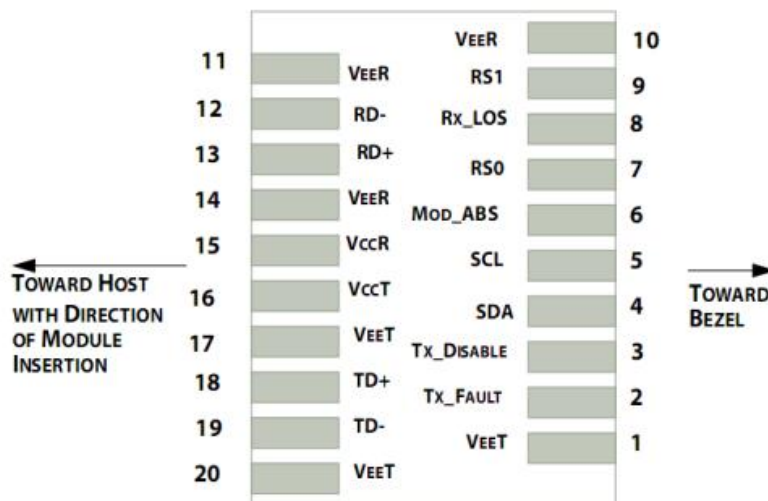 VEER 10
11 VEER
RS1 9
12 RD-
RX_LOS 8
13 RD+
RS0 7
14 VEER
MOD_ABS 6
15 VCCR
SCL 5
16 VCCT
SDA 4
17 VEET
TX_DISABLE 3
18 TD+
TX_FAULT 2
19 TD-
VEET 1
20 VEET
TOWARD HOST
WITH DIRECTION
OF MODULE
INSERTION
TOWARD
BEZEL